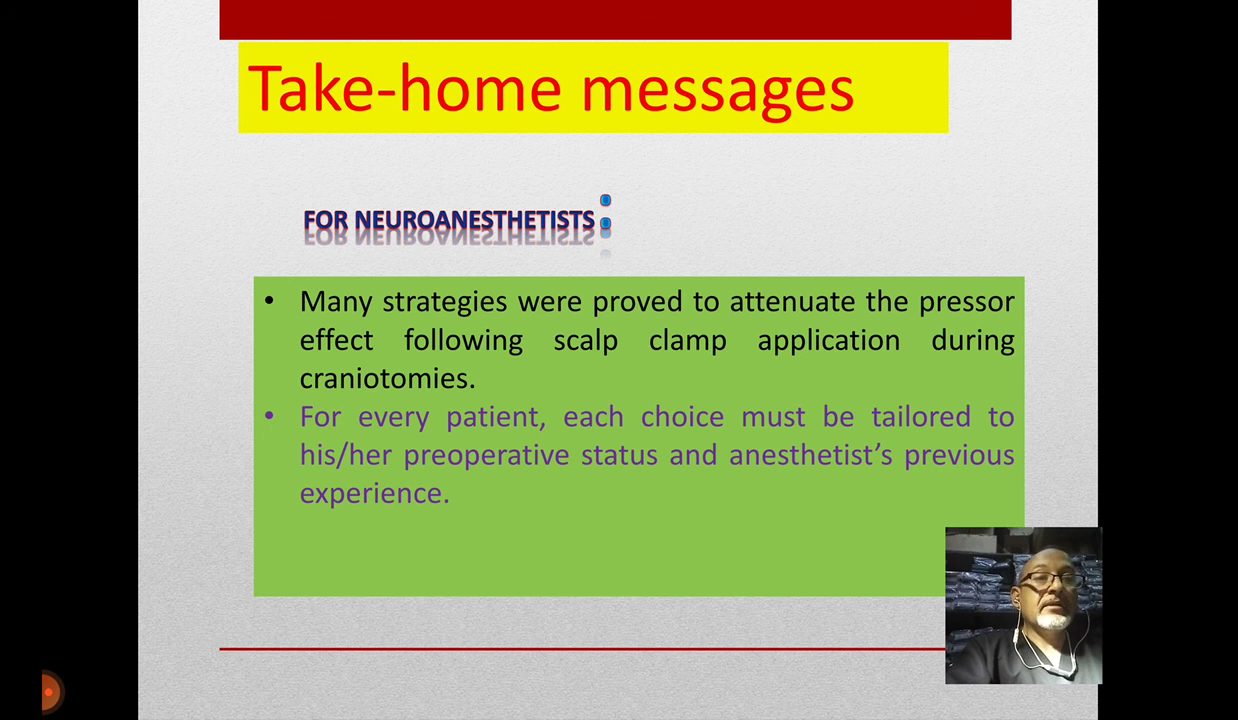 Take-home messages
FOR NEUROANESTHETISTS:
• Many strategies were proved to attenuate the pressor
effect following scalp clamp application during
craniotomies.
• For every patient, each choice must be tailored to
his/her preoperative status and anesthetist’s previous
experience.